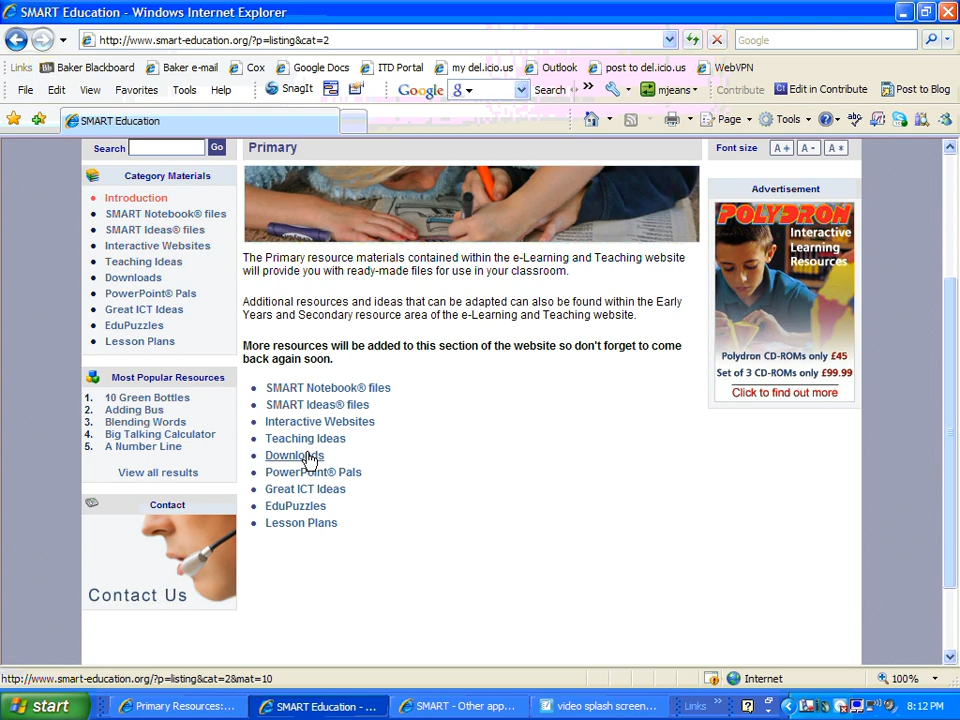 SMART Education - Windows Internet Explorer
http://www.smart-education.org/?p=listing&cat=2
Google
Links
Baker Blackboard
Baker e-mail
Cox
Google Docs
ITD Portal
my del.icio.us
Outlook
post to del.icio.us
WebVPN
File Edit View Favorites Tools Help
SnagIt
Google
Search
mjeans
Contribute
Edit in Contribute
Post to Blog
SMART Education
Page
Tools
Search
Go
Primary
Font size A + A - A *
Category Materials
Introduction
SMART Notebook® files
SMART Ideas® files
Interactive Websites
Teaching Ideas
Downloads
PowerPoint® Pals
Great ICT Ideas
EduPuzzles
Lesson Plans
Most Popular Resources
1. 10 Green Bottles
2. Adding Bus
3. Blending Words
4. Big Talking Calculator
5. A Number Line
View all results
Contact
Contact Us
The Primary resource materials contained within the e-Learning and Teaching website
will provide you with ready-made files for use in your classroom.
Additional resources and ideas that can be adapted can also be found within the Early
Years and Secondary resource area of the e-Learning and Teaching website.
More resources will be added to this section of the website so don't forget to come
back again soon.
SMART Notebook® files
SMART Ideas® files
Interactive Websites
Teaching Ideas
Downloads
PowerPoint® Pals
Great ICT Ideas
EduPuzzles
Lesson Plans
Advertisement
POLYDRON
Interactive
Learning
Resources
Polydron CD-ROMs only £45
Set of 3 CD-ROMs only £99.99
Click to find out more
http://www.smart-education.org/?p=listing&cat=2&mat=10
Internet
100%
start
Primary Resources:...
SMART Education - ...
SMART - Other app...
video splash screen...
Links
8:12 PM